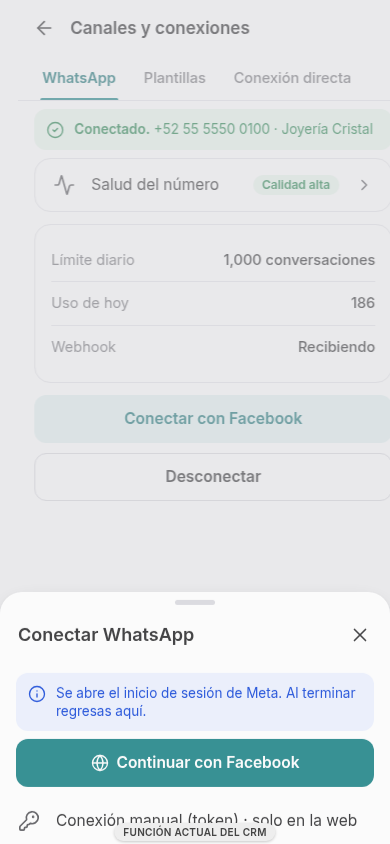 Canales y conexiones
WhatsApp
Plantillas
Conexión directa
Conectado. +52 55 5550 0100 · Joyería Cristal
Salud del número
Calidad alta
Límite diario
1,000 conversaciones
Uso de hoy
186
Webhook
Recibiendo
Conectar con Facebook
Desconectar
Conectar WhatsApp
Se abre el inicio de sesión de Meta. Al terminar
regresas aquí.
Continuar con Facebook
Conexión manual (token) · solo en la web
FUNCIÓN ACTUAL DEL CRM